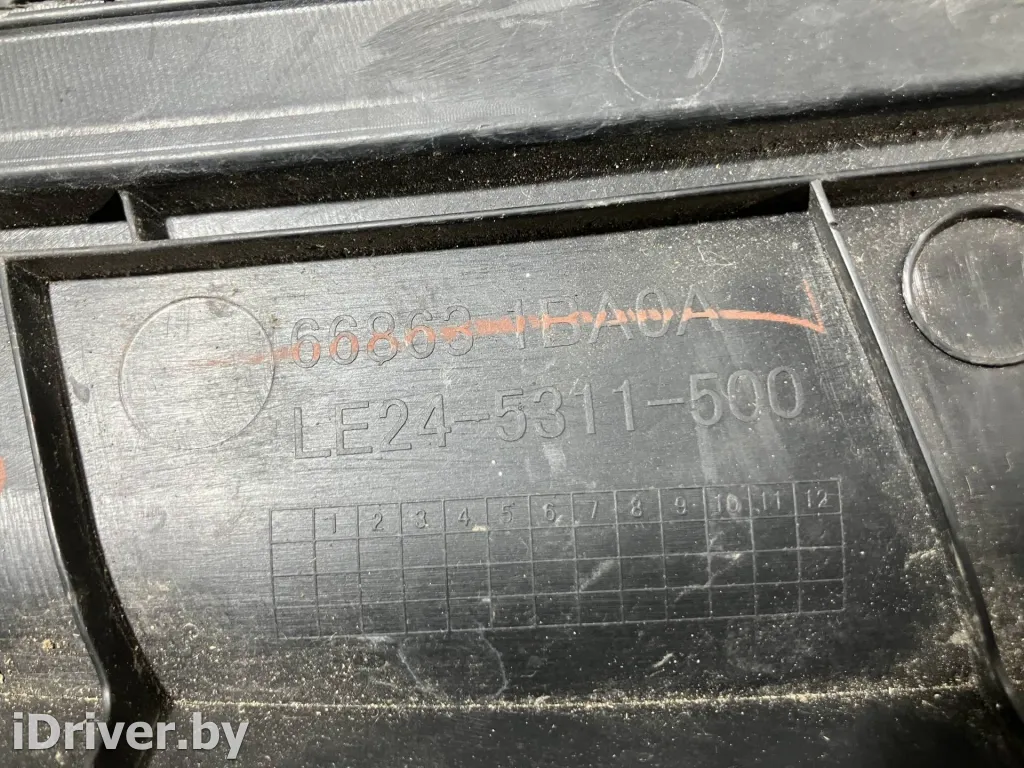 66863 1BA0A
LE24-5311-500
1 2 3 4 5 6 7 8 9 10 11 12
iDriver.by